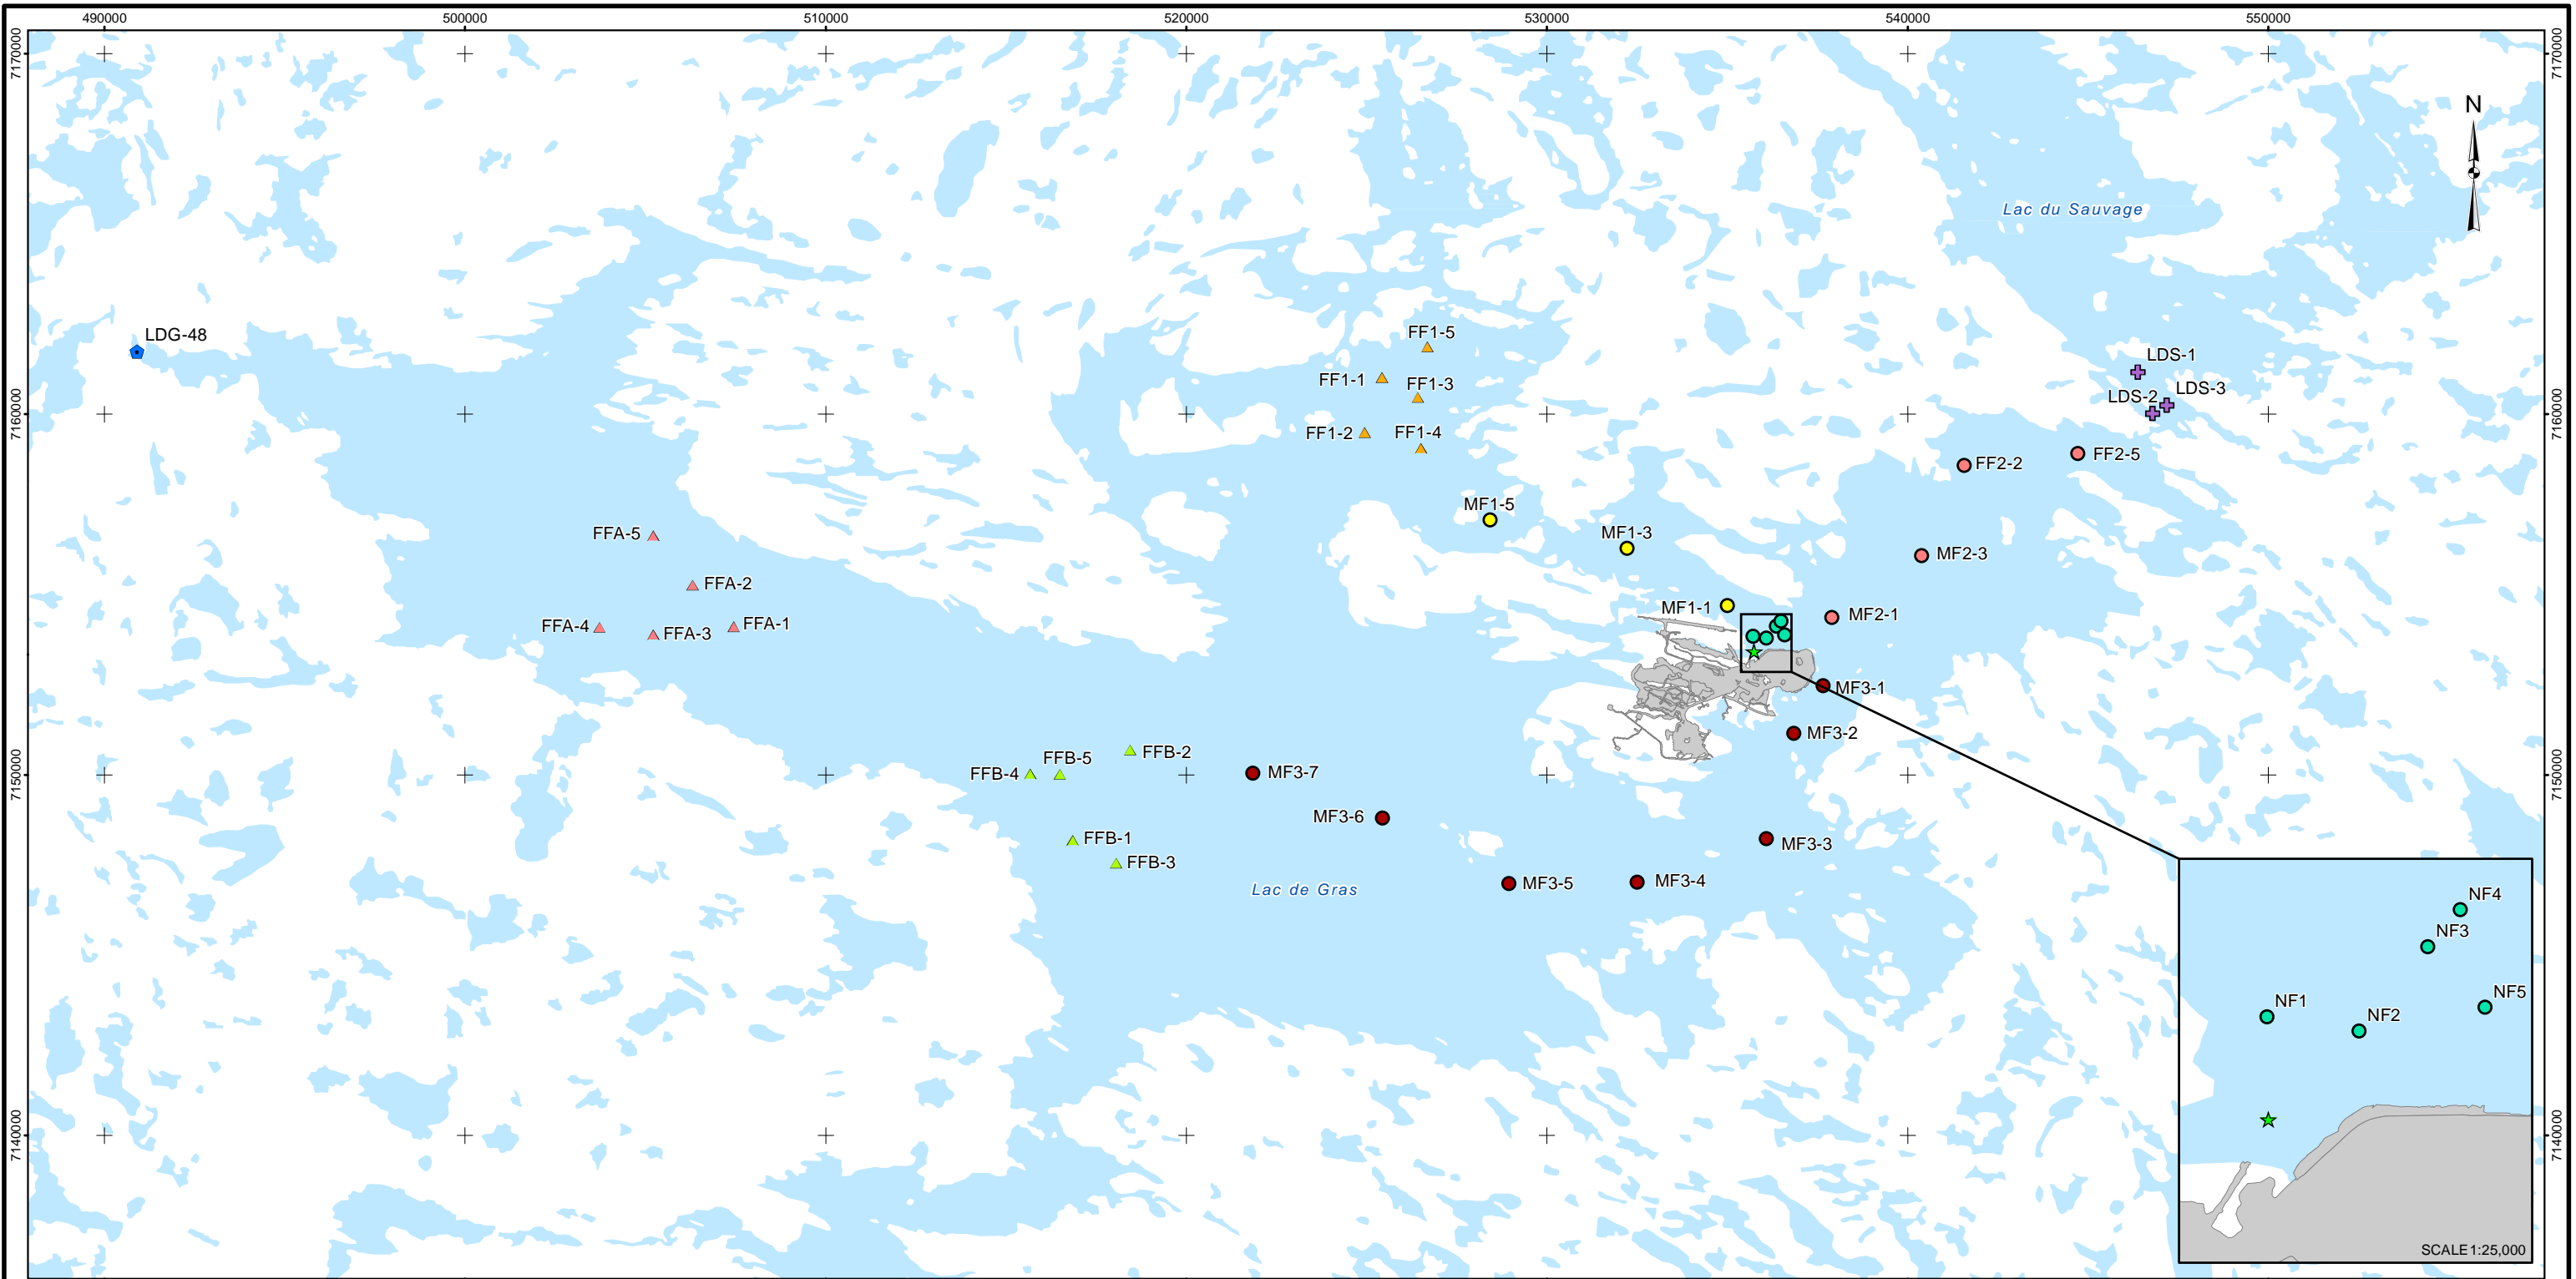 490000
500000
510000
520000
530000
540000
550000
7170000
7170000
N
Lac du Sauvage
LDG-48
FF1-5
LDS-1
FF1-1
FF1-3
LDS-3
LDS-2
7160000
7160000
FF1-2
FF1-4
FF2-2
FF2-5
MF1-5
FFA-5
MF1-3
MF2-3
FFA-2
MF1-1
MF2-1
FFA-4
FFA-3
FFA-1
MF3-1
MF3-2
FFB-2
FFB-5
FFB-4
MF3-7
7150000
7150000
MF3-6
FFB-1
MF3-3
FFB-3
MF3-5
MF3-4
Lac de Gras
NF4
NF3
NF5
NF1
NF2
7140000
7140000
SCALE 1:25,000